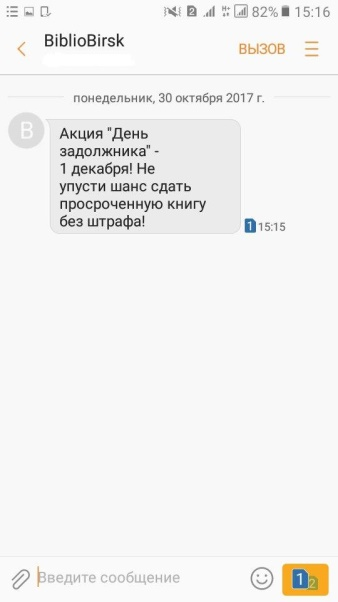 82% 15:16
BiblioBirsk
ВЫЗОВ
понедельник, 30 октября 2017 г.
B
Акция "День
задолжника" -
1 декабря! Не
упусти шанс сдать
просроченную книгу
без штрафа!
1 15:15
Введите сообщение
1 2